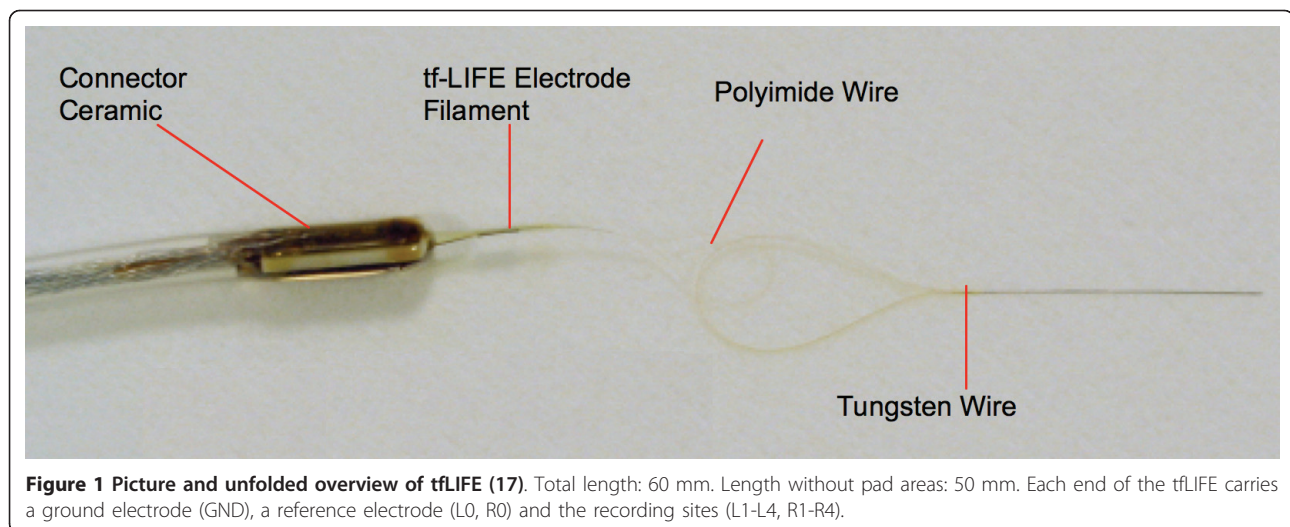 Connector
Ceramic
tf-LIFE Electrode
Filament
Polyimide Wire
Tungsten Wire
Figure 1 Picture and unfolded overview of tfLIFE (17). Total length: 60 mm. Length without pad areas: 50 mm. Each end of the tfLIFE carries
a ground electrode (GND), a reference electrode (L0, R0) and the recording sites (L1-L4, R1-R4).